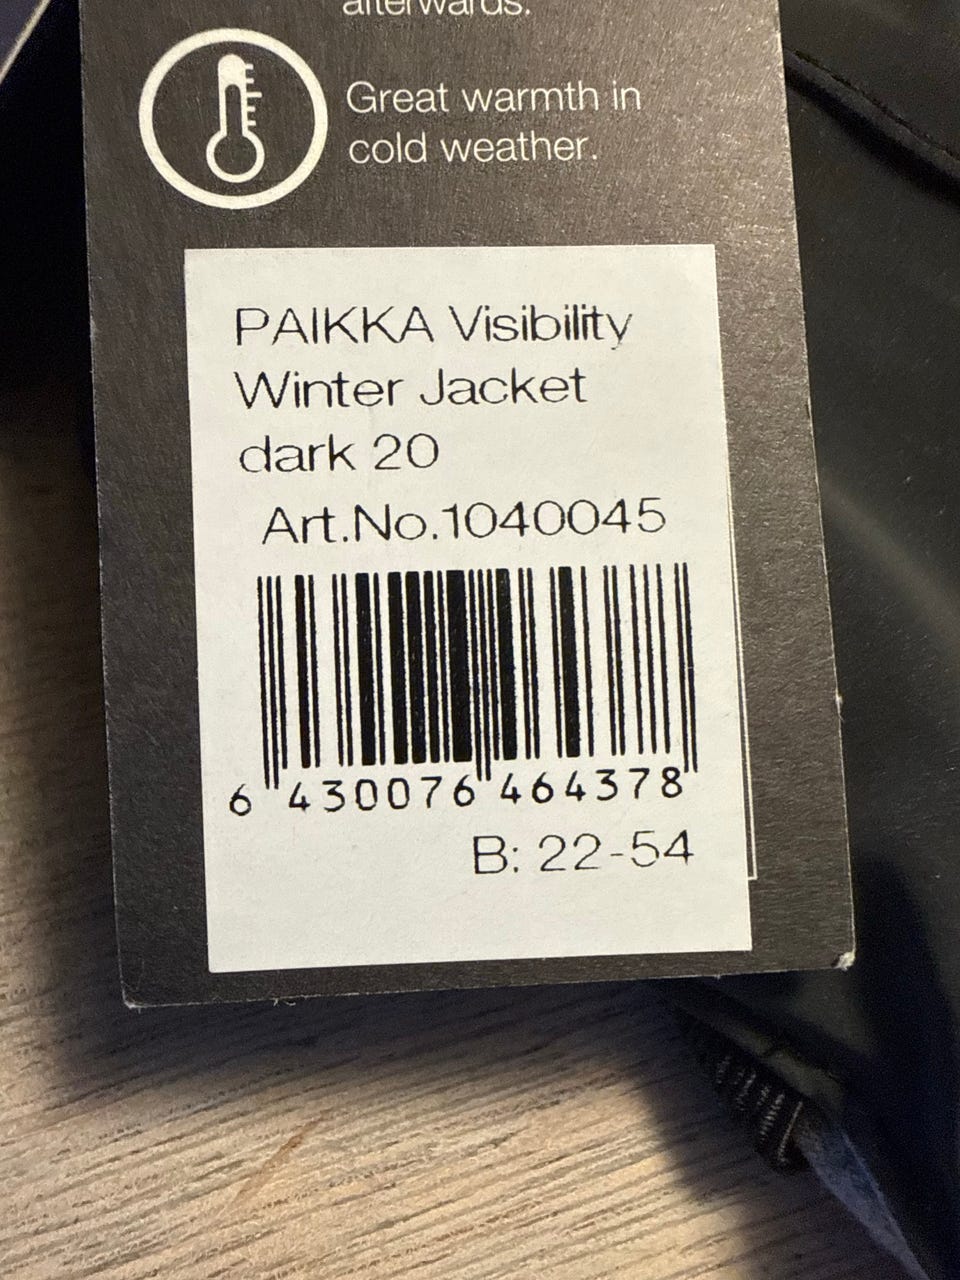 afterwards.
Great warmth in
cold weather.
PAIKKA Visibility
Winter Jacket
dark 20
Art.No.1040045
6 430076 464378
B: 22-54